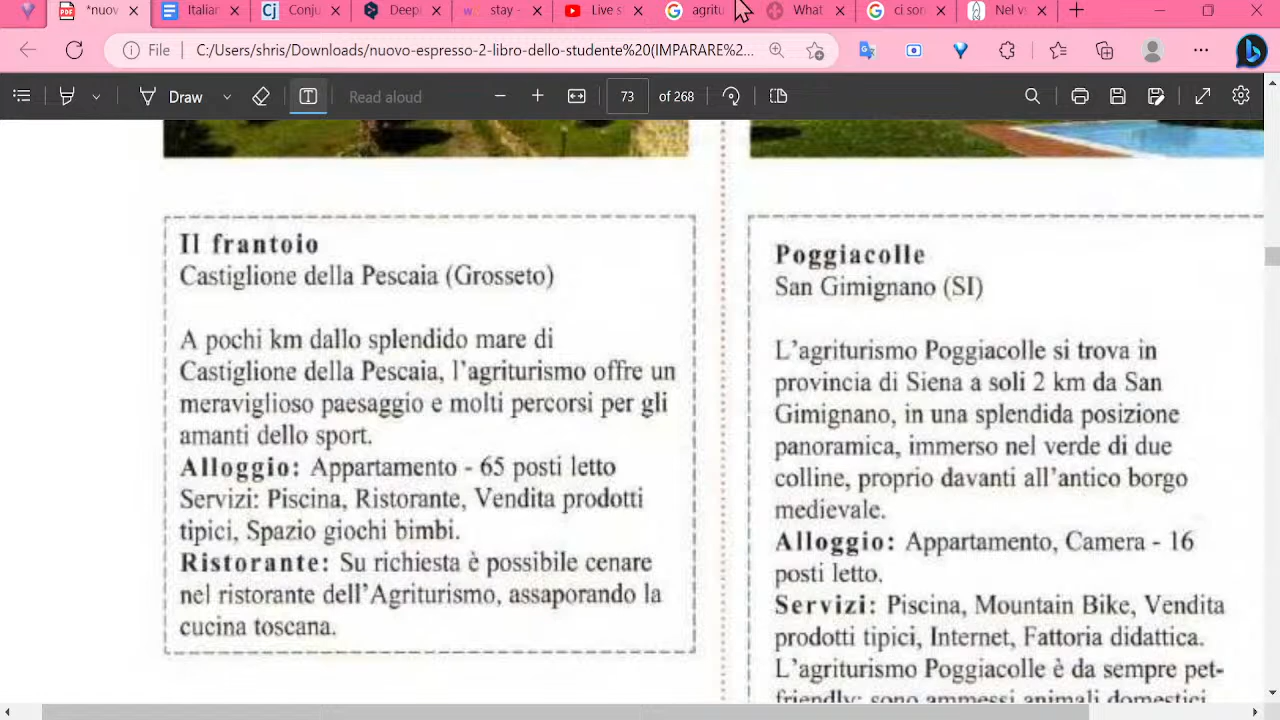 *nuov
Italiar
Conju
Deepl
stay -
Live s
agritu
What
ci son
Nel v
File
C:/Users/shris/Downloads/nuovo-espresso-2-libro-dello-studente%20(IMPARARE%2...
Draw
Read aloud
73
of 268
Il frantoio
Castiglione della Pescaia (Grosseto)
A pochi km dallo splendido mare di
Castiglione della Pescaia, l'agriturismo offre un
meraviglioso paesaggio e molti percorsi per gli
amanti dello sport.
Alloggio: Appartamento - 65 posti letto
Servizi: Piscina, Ristorante, Vendita prodotti
tipici, Spazio giochi bimbi.
Ristorante: Su richiesta è possibile cenare
nel ristorante dell'Agriturismo, assaporando la
cucina toscana.
Poggiacolle
San Gimignano (SI)
L'agriturismo Poggiacolle si trova in
provincia di Siena a soli 2 km da San
Gimignano, in una splendida posizione
panoramica, immerso nel verde di due
colline, proprio davanti all'antico borgo
medievale.
Alloggio: Appartamento, Camera - 16
posti letto.
Servizi: Piscina, Mountain Bike, Vendita
prodotti tipici, Internet, Fattoria didattica.
L'agriturismo Poggiacolle è da sempre pet-
friendly: sono ammessi animali domestici